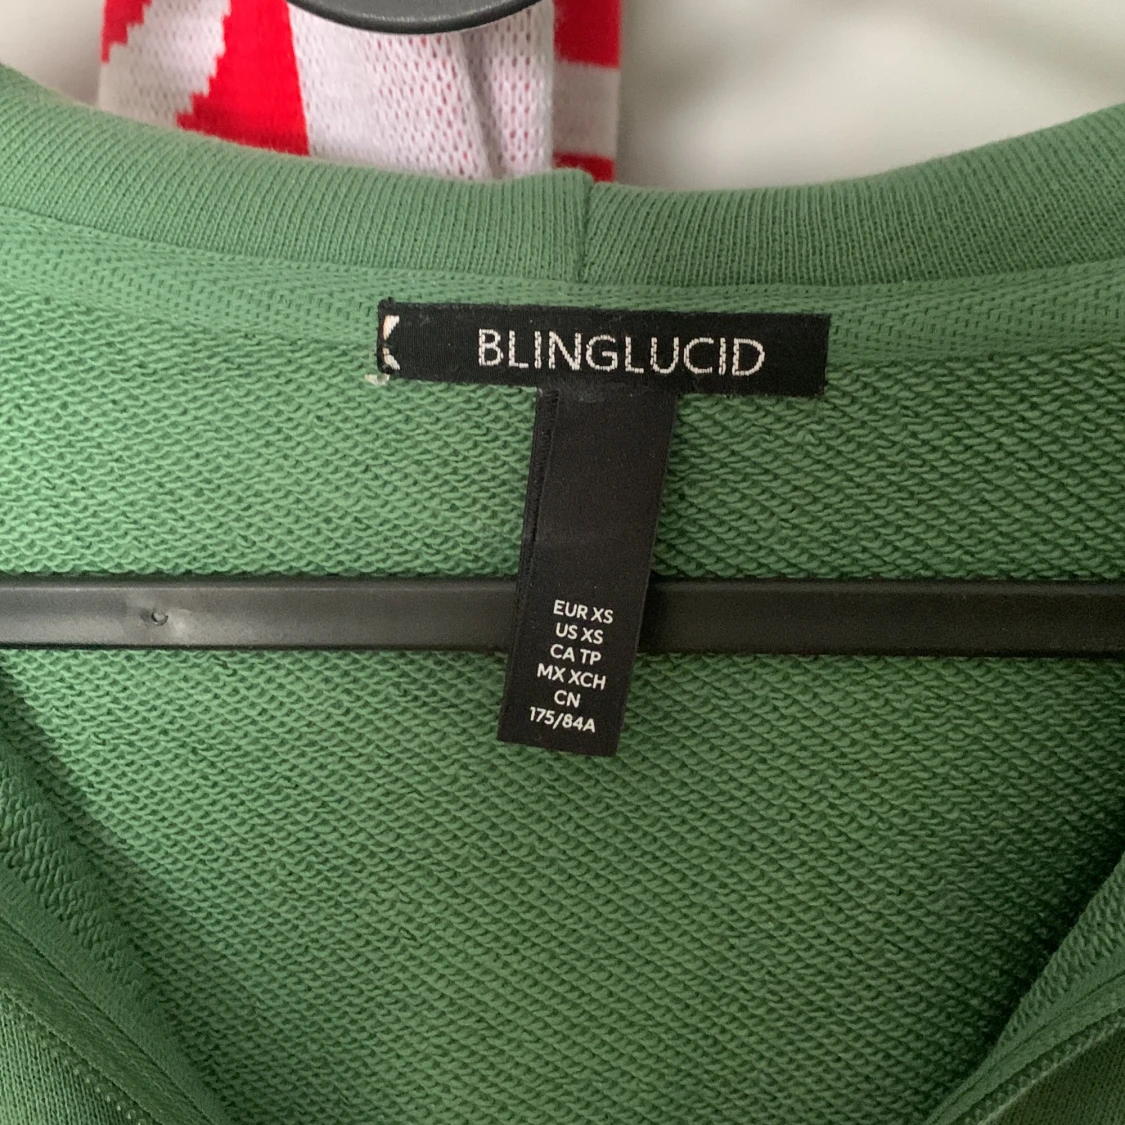 BLINGLUCID
EUR XS
US XS
CA TP
MX XCH
CN
175/84A